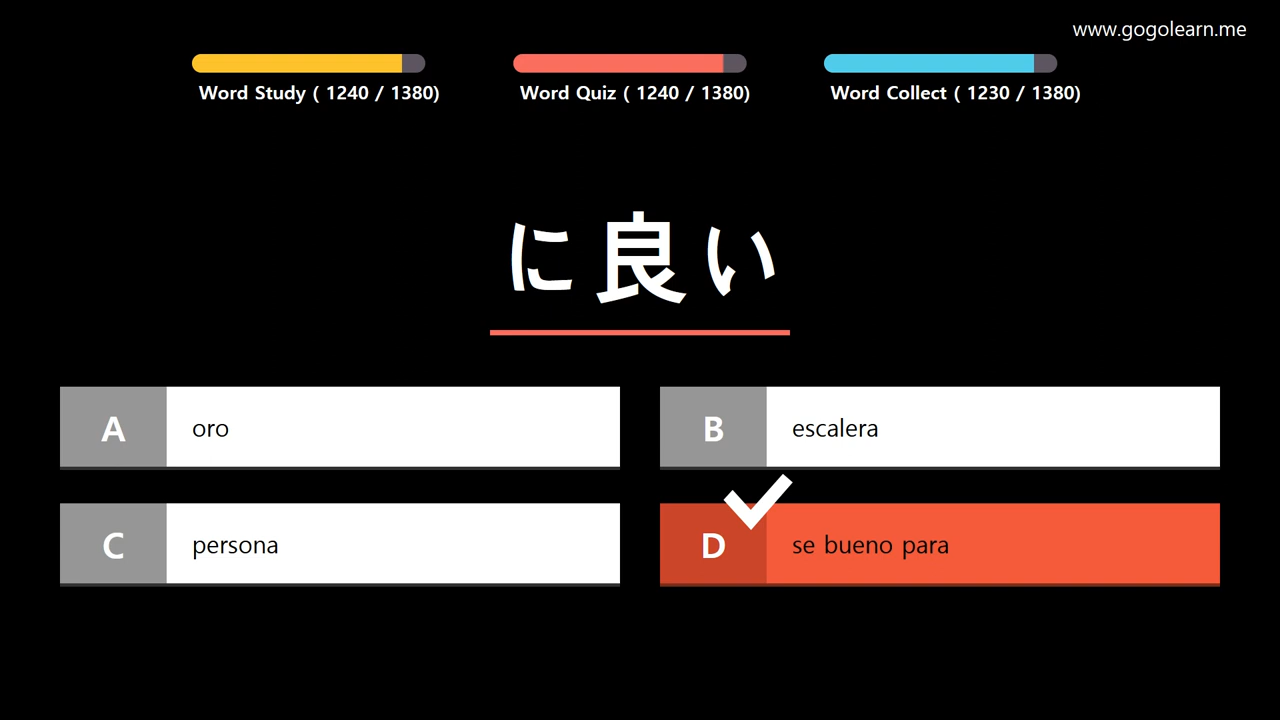 www.gogolearn.me
Word Study ( 1240 / 1380)
Word Quiz ( 1240 / 1380)
Word Collect ( 1230 / 1380)
に良い
A oro
B escalera
C persona
D se bueno para